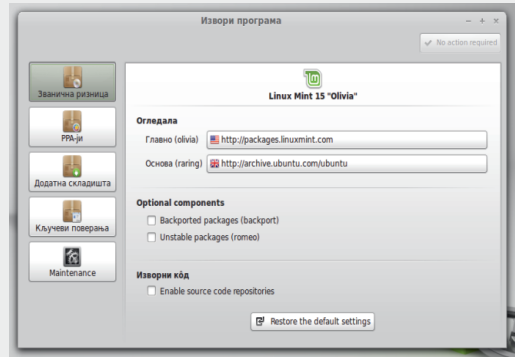 Извори програма
No action required
Званична ризница
PPA-ји
Додатна складишта
Кључеви поверања
Maintenance
Linux Mint 15 "Olivia"
Огледала
Главно (olivia) http://packages.linuxmint.com
Основа (raring) http://archive.ubuntu.com/ubuntu
Optional components
Backported packages (backport)
Unstable packages (romeo)
Изворни кôд
Enable source code repositories
Restore the default settings